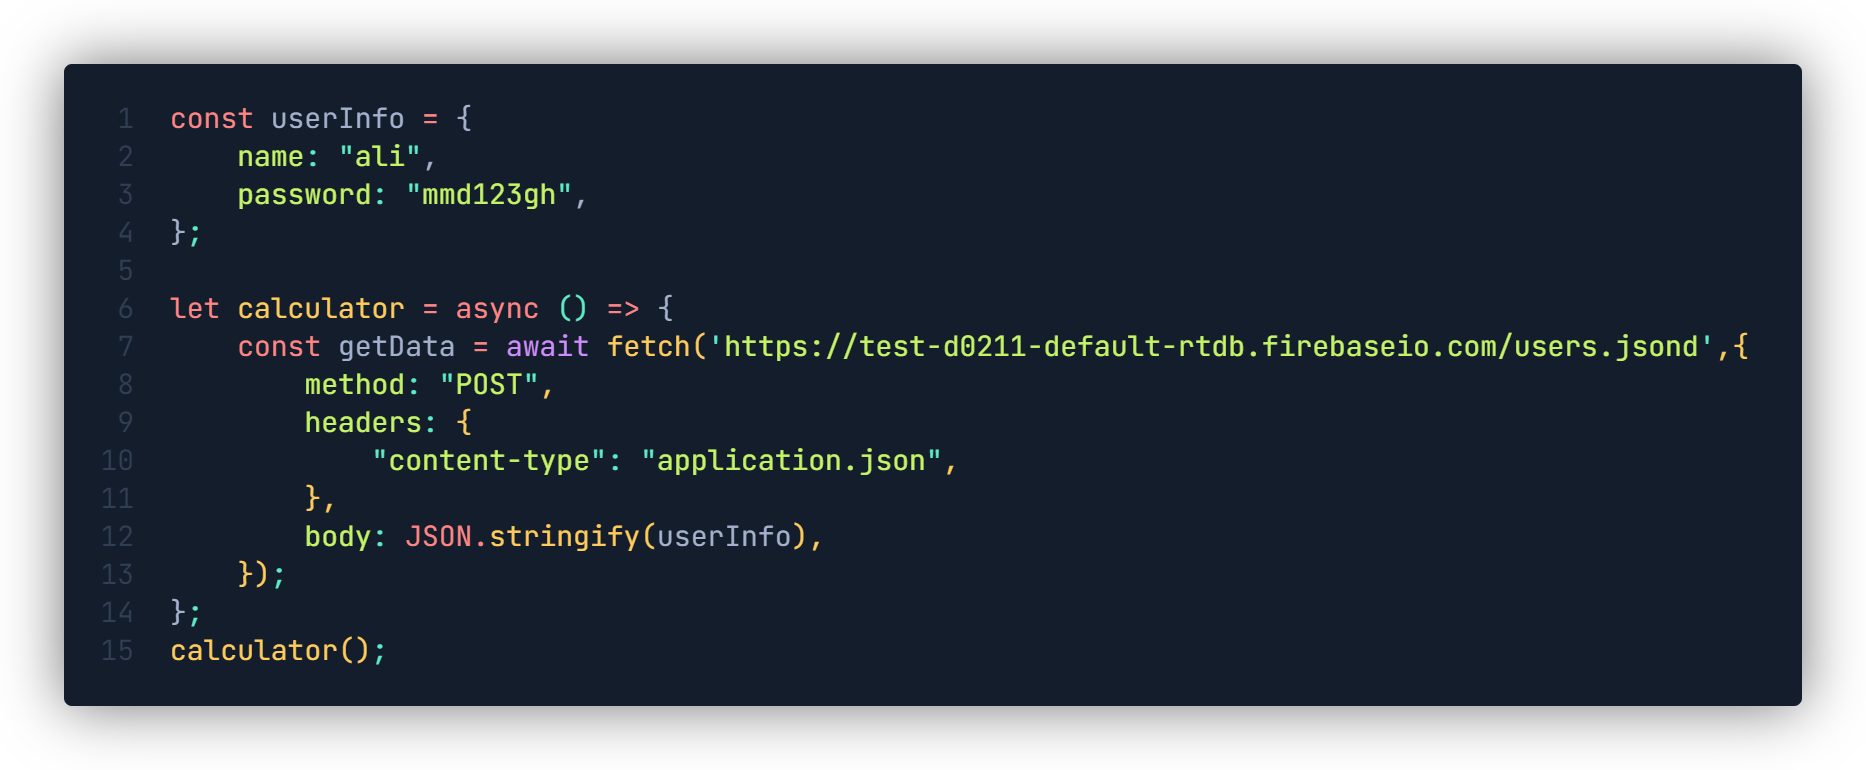 1 const userInfo = {
2     name: "ali",
3     password: "mmd123gh",
4 };
5
6 let calculator = async () => {
7     const getData = await fetch('https://test-d0211-default-rtdb.firebaseio.com/users.jsond',{
8         method: "POST",
9         headers: {
10             "content-type": "application.json",
11         },
12         body: JSON.stringify(userInfo),
13     });
14 };
15 calculator();